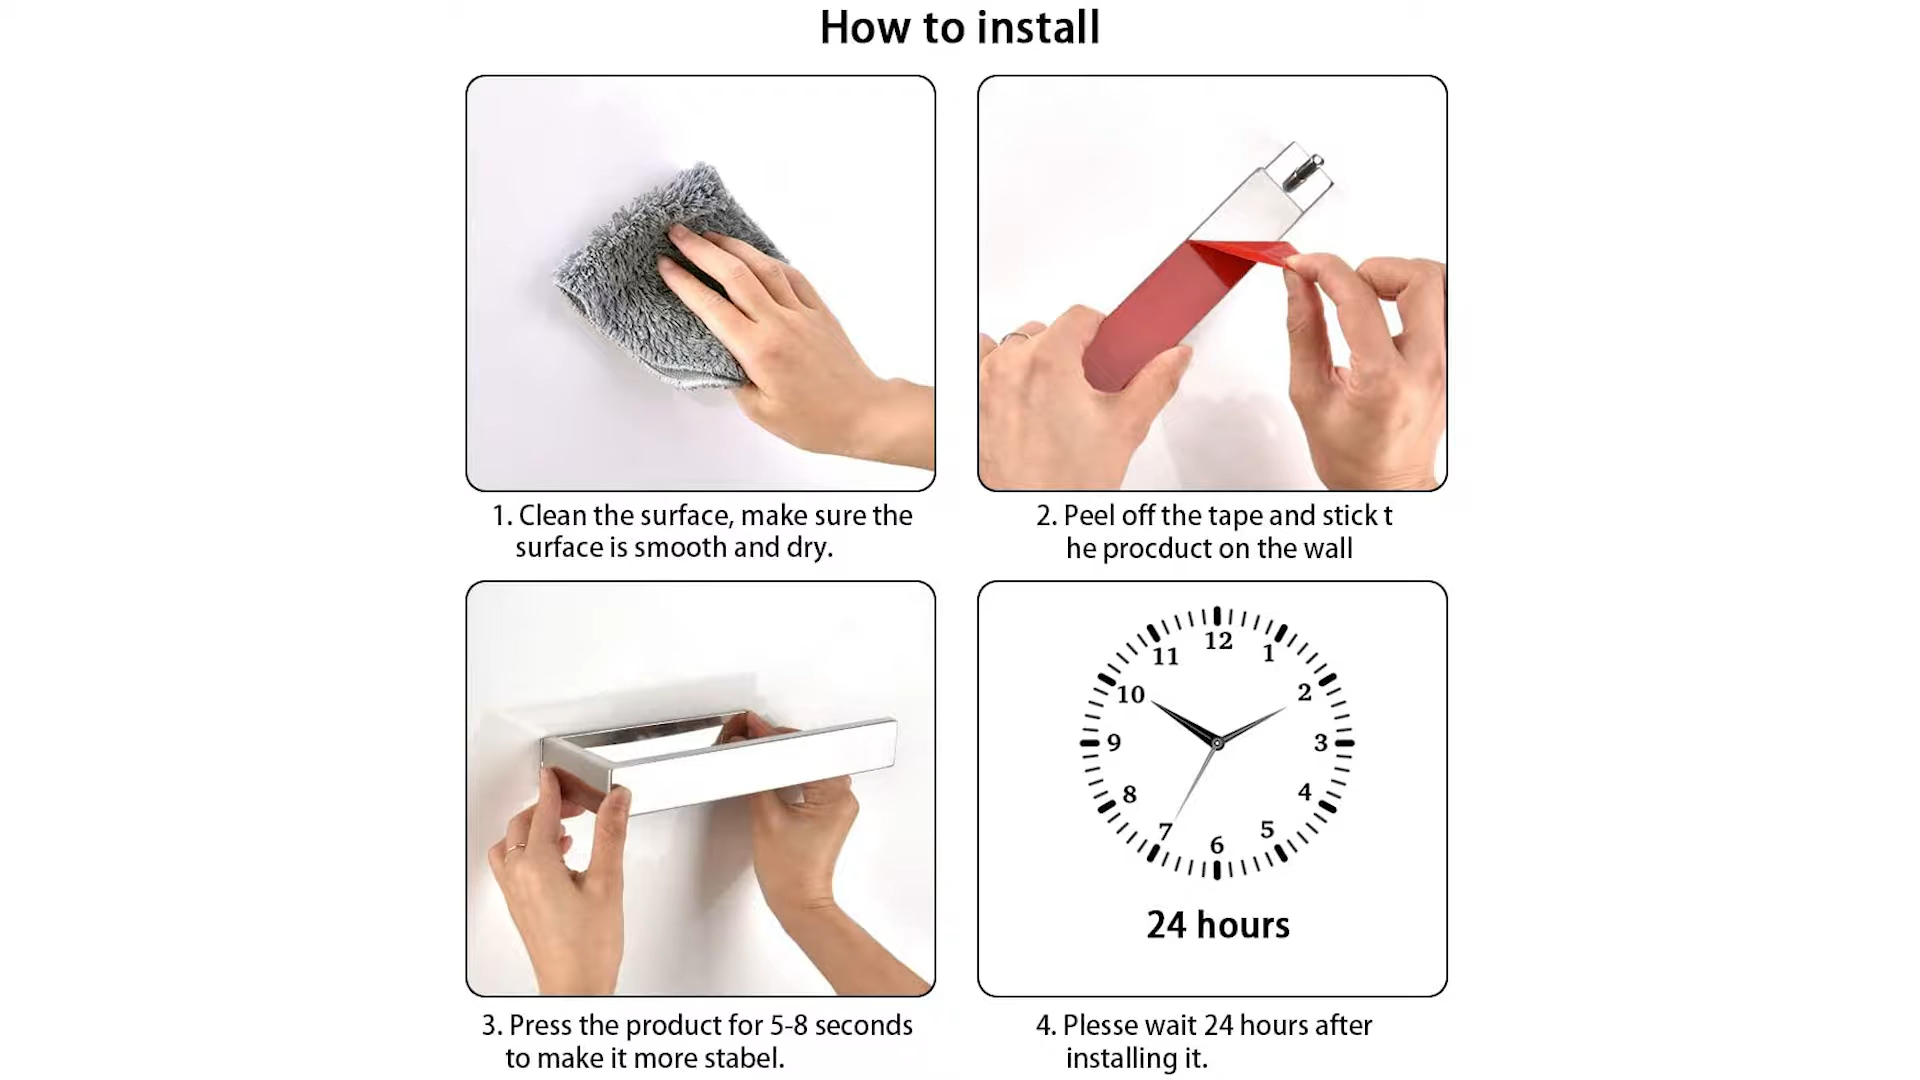 How to install
1. Clean the surface, make sure the
surface is smooth and dry.
2. Peel off the tape and stick t
he procduct on the wall
12
11
1
10
2
9
3
8
4
7
5
6
24 hours
3. Press the product for 5-8 seconds
to make it more stabel.
4. Plesse wait 24 hours after
installing it.